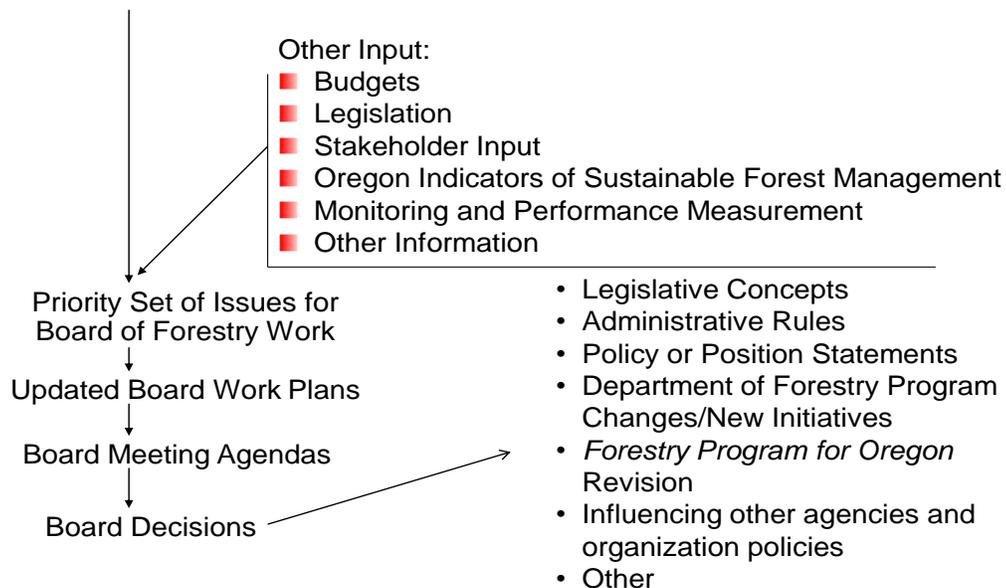 Other Input:
Budgets
Legislation
Stakeholder Input
Oregon Indicators of Sustainable Forest Management
Monitoring and Performance Measurement
Other Information
Priority Set of Issues for
Board of Forestry Work
Updated Board Work Plans
Board Meeting Agendas
Board Decisions
• Legislative Concepts
• Administrative Rules
• Policy or Position Statements
• Department of Forestry Program
Changes/New Initiatives
• Forestry Program for Oregon
Revision
• Influencing other agencies and
organization policies
• Other